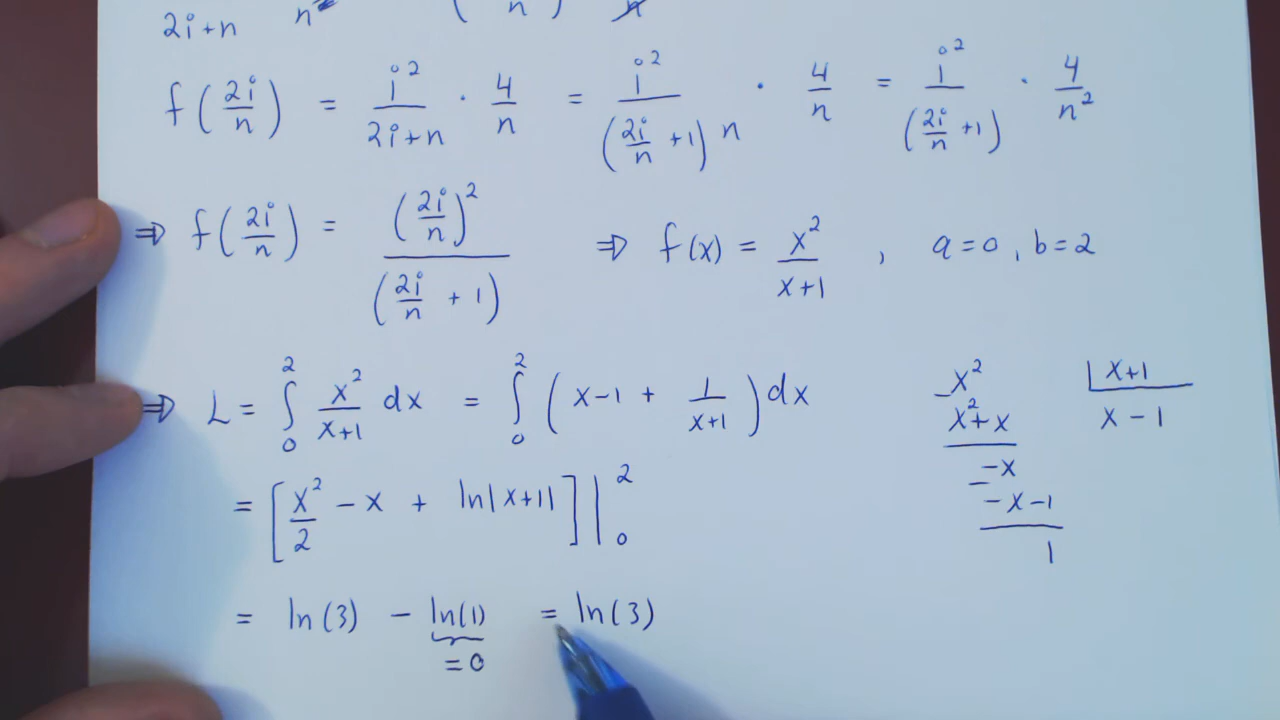 2i+n n² ( n ) n
f(2i/n) = i²/(2i+n) · 4/n = i²/((2i/n +1) n) · 4/n = i²/(2i/n +1) · 4/n²
⇒ f(2i/n) = (2i/n)²/(2i/n + 1) ⇒ f(x) = x²/(x+1) , a=0, b=2
⇒ L = ∫₀² x²/(x+1) dx = ∫₀² (x-1 + 1/(x+1)) dx
= [x²/2 - x + ln|x+1|] |₀²
= ln(3) - ln(1) = ln(3)
= 0
x² | x+1
x²+x x - 1
-x
-x-1
1